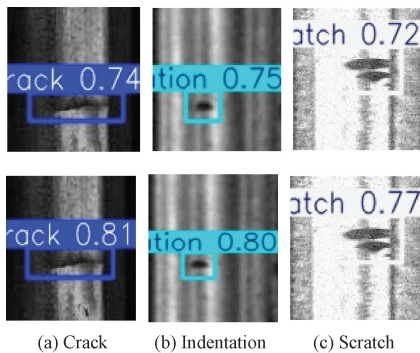 rack 0.74
ation 0.75
atch 0.72
rack 0.81
ation 0.80
atch 0.77
(a) Crack
(b) Indentation
(c) Scratch